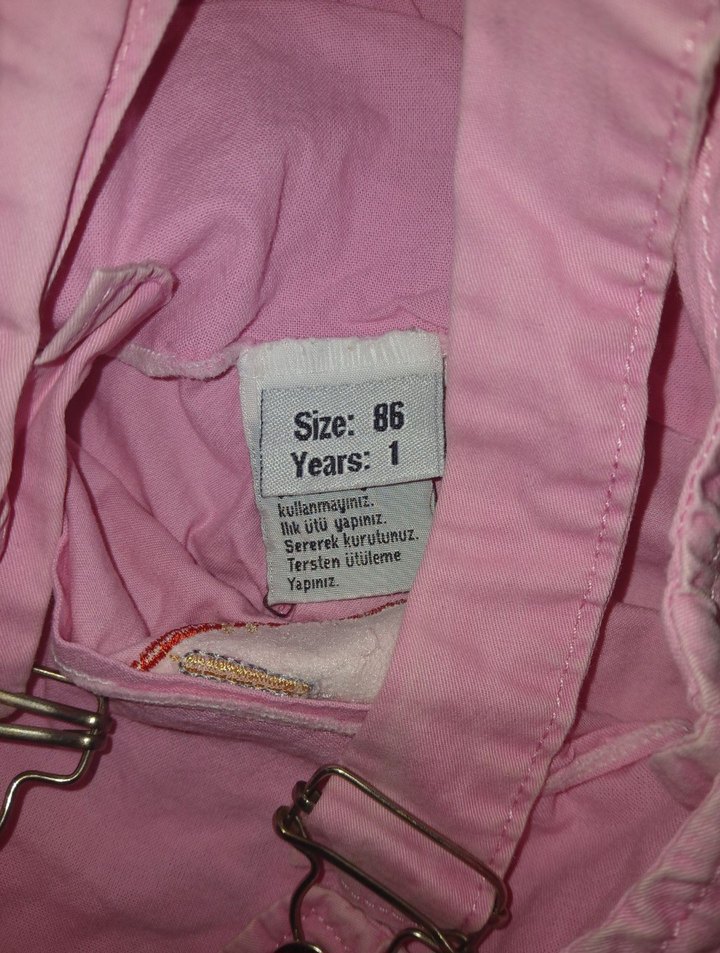 Size: 86
Years: 1
kullanmayınız.
Ilık ütü yapınız.
Sererek kurutunuz.
Tersten ütüleme
Yapınız.